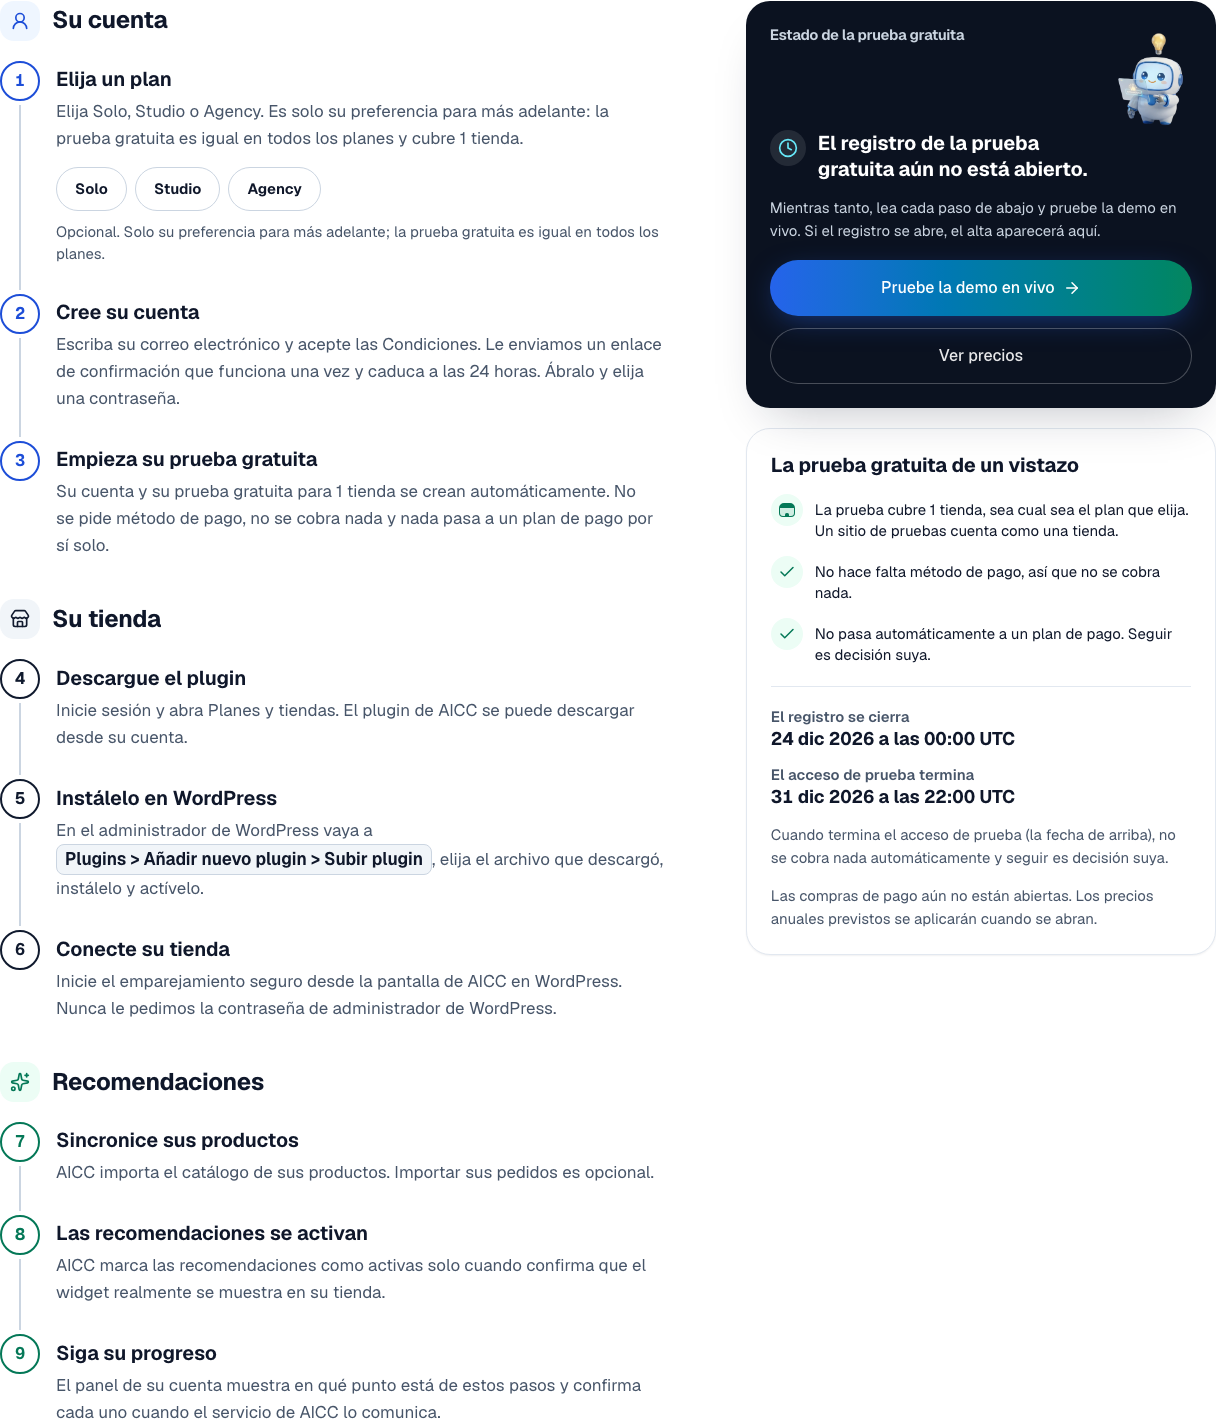 Su cuenta
1
Elija un plan
Elija Solo, Studio o Agency. Es solo su preferencia para más adelante: la
prueba gratuita es igual en todos los planes y cubre 1 tienda.
Solo
Studio
Agency
Opcional. Solo su preferencia para más adelante; la prueba gratuita es igual en todos los
planes.
2
Cree su cuenta
Escriba su correo electrónico y acepte las Condiciones. Le enviamos un enlace
de confirmación que funciona una vez y caduca a las 24 horas. Ábralo y elija
una contraseña.
3
Empieza su prueba gratuita
Su cuenta y su prueba gratuita para 1 tienda se crean automáticamente. No
se pide método de pago, no se cobra nada y nada pasa a un plan de pago por
sí solo.
Su tienda
4
Descargue el plugin
Inicie sesión y abra Planes y tiendas. El plugin de AICC se puede descargar
desde su cuenta.
5
Instálelo en WordPress
En el administrador de WordPress vaya a
Plugins > Añadir nuevo plugin > Subir plugin, elija el archivo que descargó,
instálelo y actívelo.
6
Conecte su tienda
Inicie el emparejamiento seguro desde la pantalla de AICC en WordPress.
Nunca le pedimos la contraseña de administrador de WordPress.
Recomendaciones
7
Sincronice sus productos
AICC importa el catálogo de sus productos. Importar sus pedidos es opcional.
8
Las recomendaciones se activan
AICC marca las recomendaciones como activas solo cuando confirma que el
widget realmente se muestra en su tienda.
9
Siga su progreso
El panel de su cuenta muestra en qué punto está de estos pasos y confirma
cada uno cuando el servicio de AICC lo comunica.
Estado de la prueba gratuita
El registro de la prueba
gratuita aún no está abierto.
Mientras tanto, lea cada paso de abajo y pruebe la demo en
vivo. Si el registro se abre, el alta aparecerá aquí.
Pruebe la demo en vivo →
Ver precios
La prueba gratuita de un vistazo
La prueba cubre 1 tienda, sea cual sea el plan que elija.
Un sitio de pruebas cuenta como una tienda.
No hace falta método de pago, así que no se cobra
nada.
No pasa automáticamente a un plan de pago. Seguir
es decisión suya.
El registro se cierra
24 dic 2026 a las 00:00 UTC
El acceso de prueba termina
31 dic 2026 a las 22:00 UTC
Cuando termina el acceso de prueba (la fecha de arriba), no
se cobra nada automáticamente y seguir es decisión suya.
Las compras de pago aún no están abiertas. Los precios
anuales previstos se aplicarán cuando se abran.